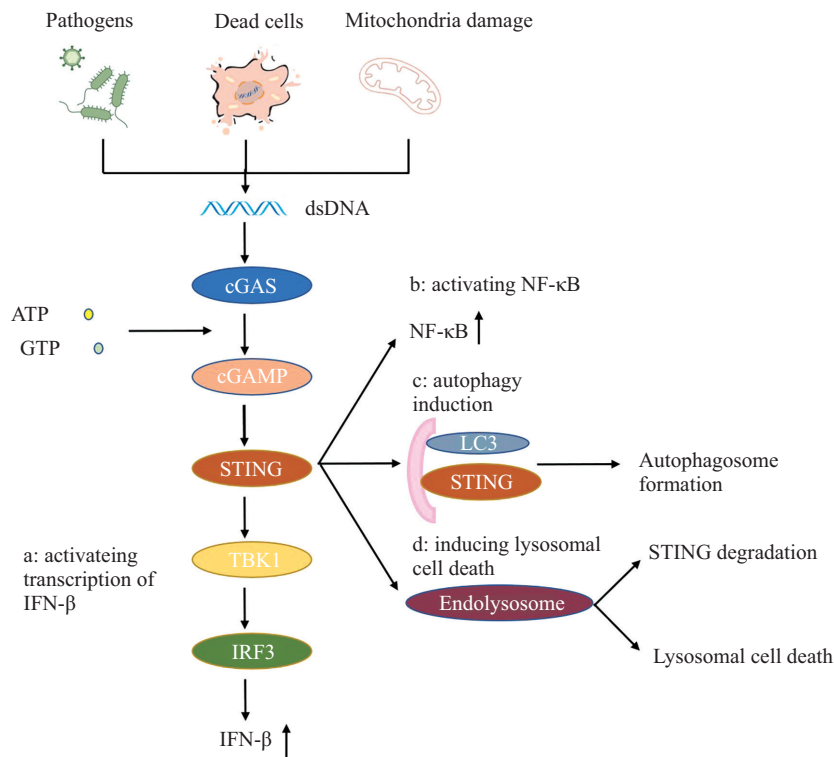 Pathogens
Dead cells
Mitochondria damage
dsDNA
cGAS
ATP
GTP
cGAMP
STING
a: activateing
transcription of
IFN-β
TBK1
IRF3
IFN-β
b: activating NF-κB
NF-κB
c: autophagy
induction
LC3
STING
Autophagosome
formation
d: inducing lysosomal
cell death
Endolysosome
STING degradation
Lysosomal cell death